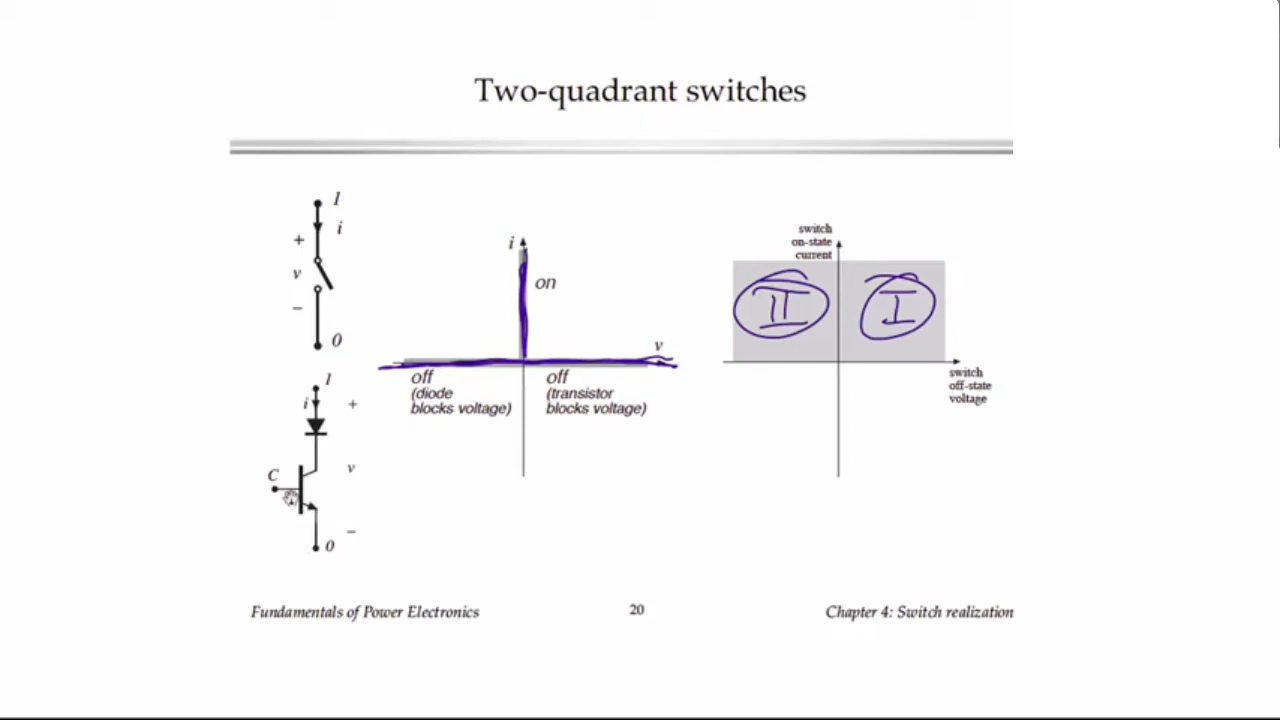 Two-quadrant switches
1
i
+
v
–
0
1
i
+
C
v
–
0
i
on
v
off
(diode
blocks voltage)
off
(transistor
blocks voltage)
switch
on-state
current
II
I
switch
off-state
voltage
Fundamentals of Power Electronics
20
Chapter 4: Switch realization